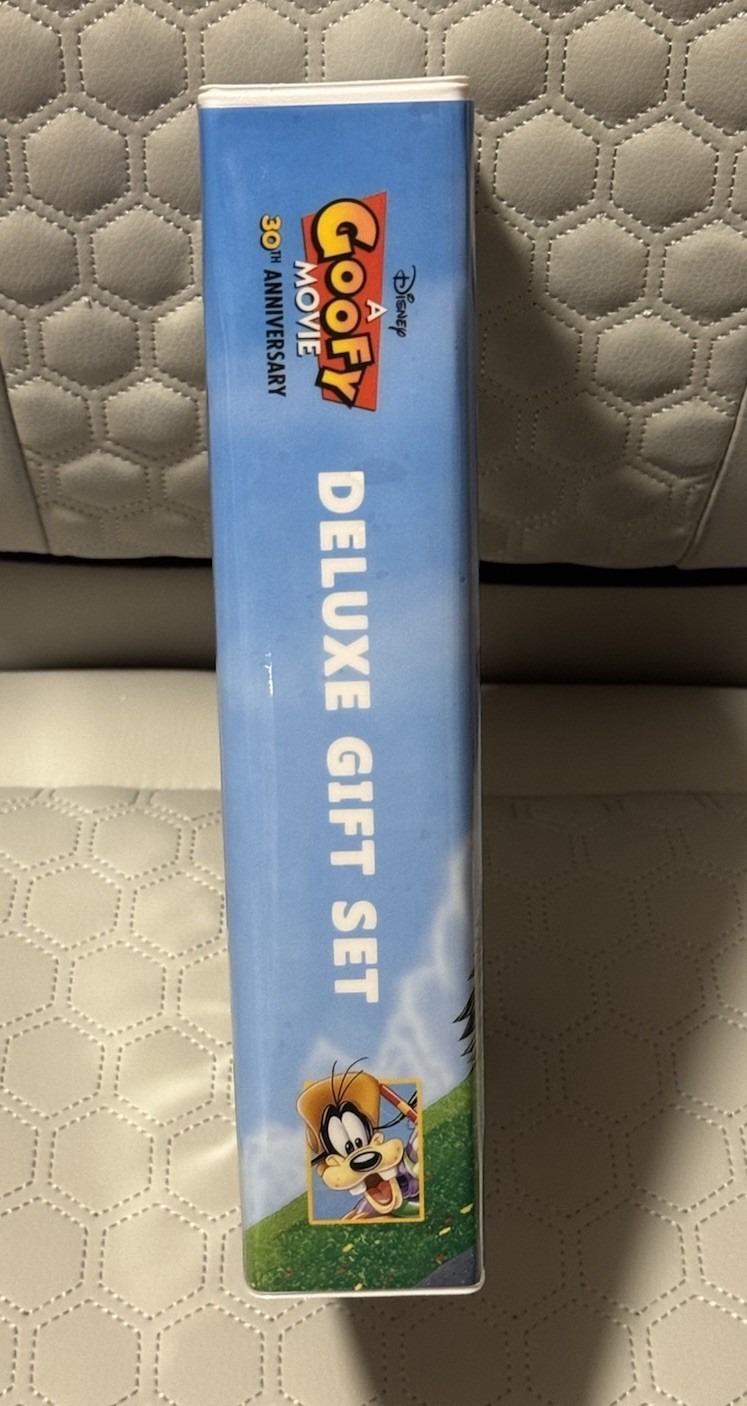 Disney
A
GOOFY
MOVIE
30TH ANNIVERSARY
DELUXE GIFT SET